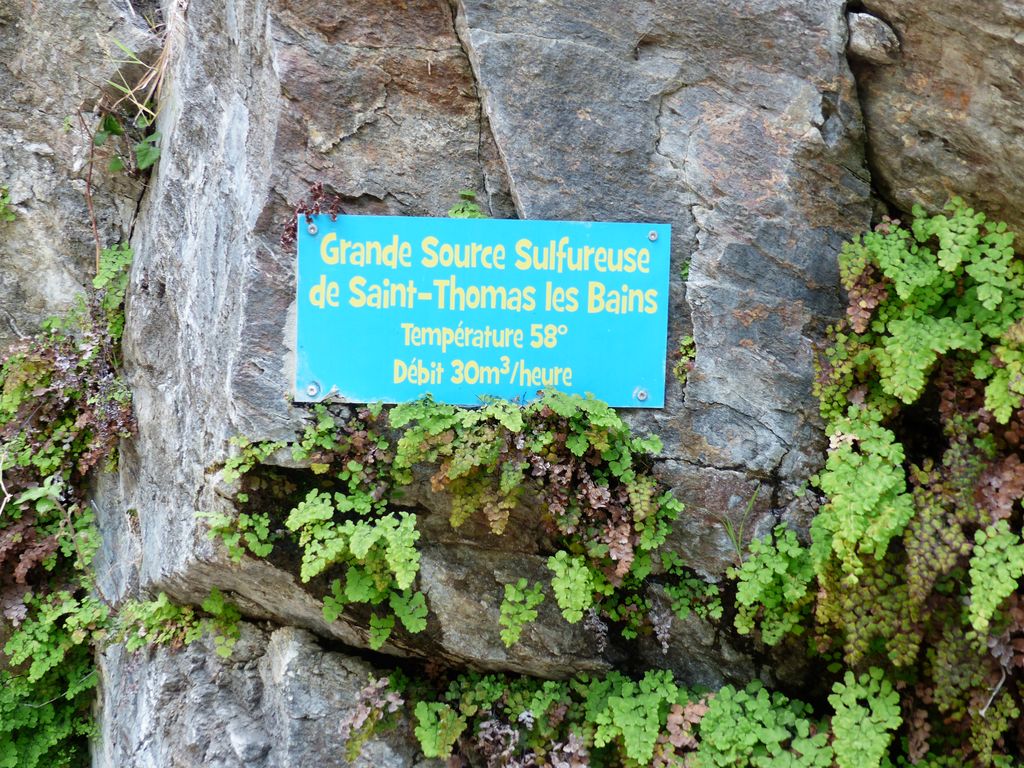 Grande Source Sulfureuse
de Saint-Thomas les Bains
Température 58°
Débit 30m³/heure